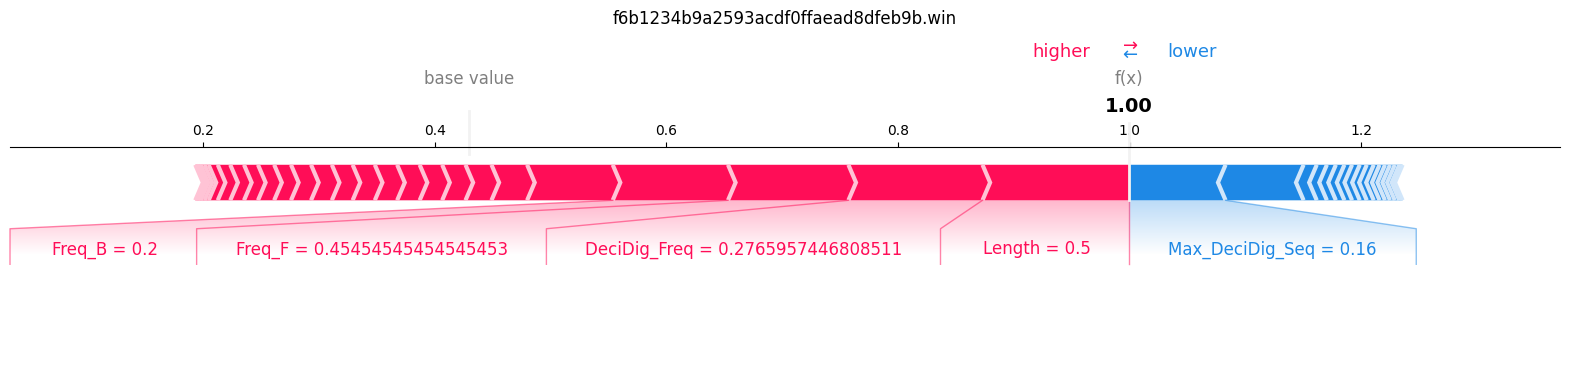 f6b1234b9a2593acdf0ffaead8dfeb9b.win
higher ⇄ lower
base value f(x)
1.00
0.2 0.4 0.6 0.8 1.0 1.2
Freq_B = 0.2 Freq_F = 0.45454545454545453 DeciDig_Freq = 0.2765957446808511 Length = 0.5 Max_DeciDig_Seq = 0.16